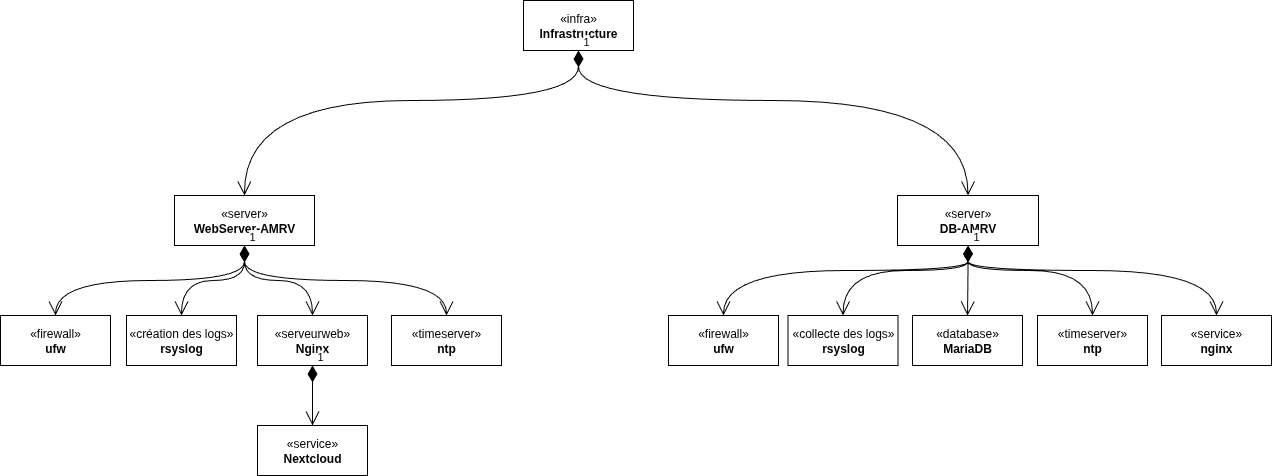 «infra»
Infrastructure
1
«server»
WebServer-AMRV
1
«server»
DB-AMRV
1
«firewall»
ufw
«création des logs»
rsyslog
«serveurweb»
Nginx
1
«timeserver»
ntp
«firewall»
ufw
«collecte des logs»
rsyslog
«database»
MariaDB
«timeserver»
ntp
«service»
nginx
«service»
Nextcloud